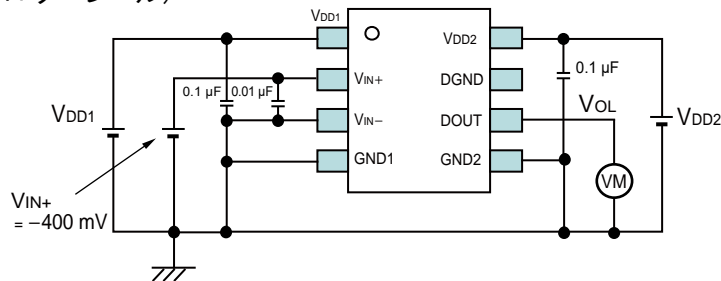 VDD1
VDD2
VIN+
DGND
0.1 µF
0.01 µF
0.1 µF
VOL
VDD1
VIN−
DOUT
VDD2
GND1
GND2
VM
VIN+
= −400 mV